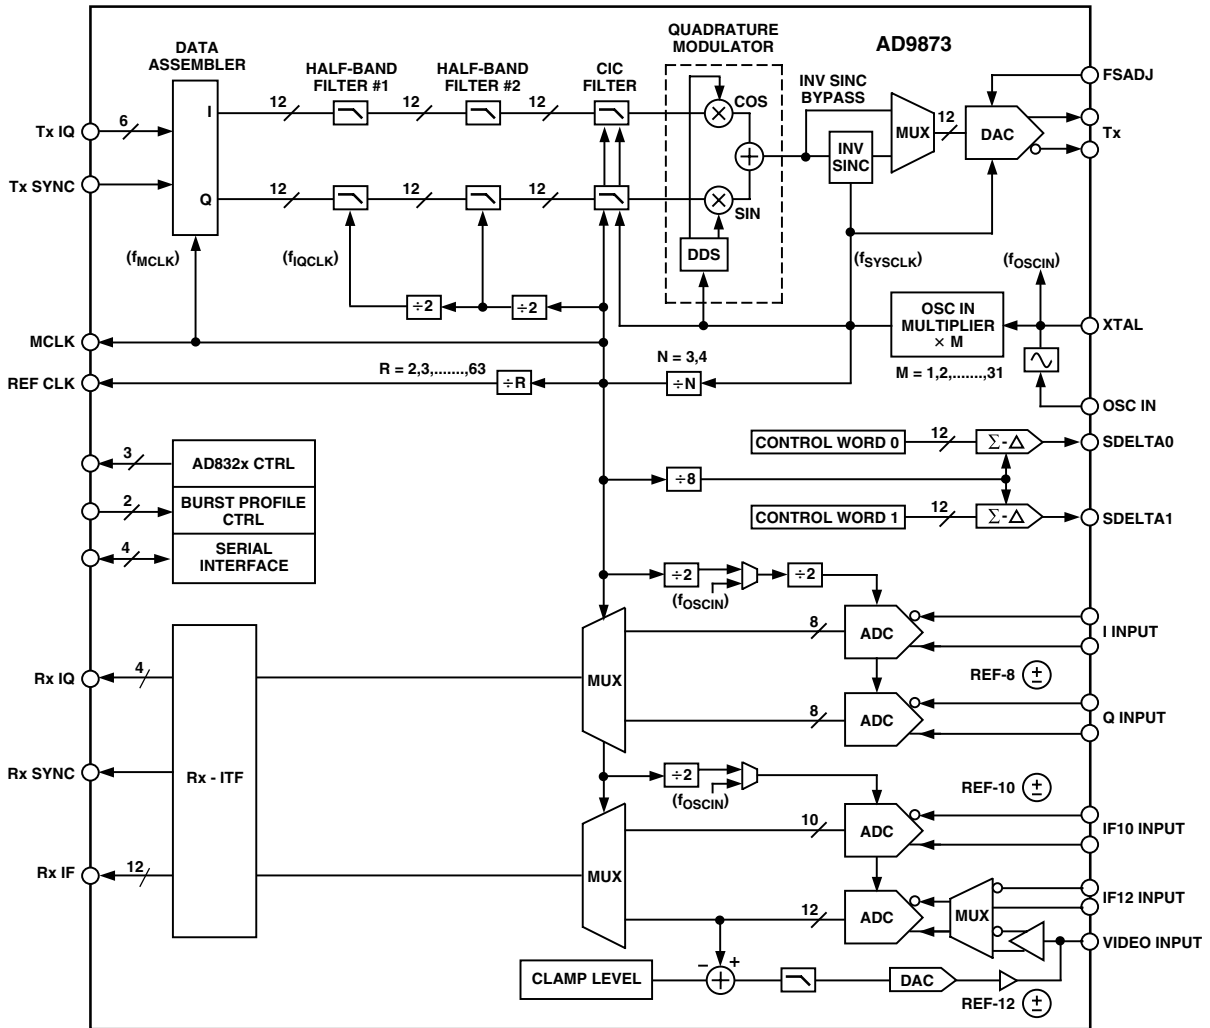 AD9873
DATA
ASSEMBLER
HALF-BAND
FILTER #1
HALF-BAND
FILTER #2
CIC
FILTER
QUADRATURE
MODULATOR
INV SINC
BYPASS
FSADJ
Tx IQ
6
I
12
12
12
COS
MUX
12
DAC
Tx
INV
SINC
Tx SYNC
Q
12
12
12
SIN
DDS
(fMCLK)
(fIQCLK)
(fSYSCLK)
(fOSCIN)
÷2
÷2
OSC IN
MULTIPLIER
× M
XTAL
MCLK
M = 1,2,.......,31
REF CLK
R = 2,3,.......,63
÷R
N = 3,4
÷N
OSC IN
CONTROL WORD 0
12
Σ-Δ
SDELTA0
3
AD832x CTRL
÷8
2
BURST PROFILE
CTRL
CONTROL WORD 1
12
Σ-Δ
SDELTA1
4
SERIAL
INTERFACE
÷2
(fOSCIN)
÷2
8
ADC
I INPUT
Rx IQ
4
MUX
REF-8
8
ADC
Q INPUT
Rx SYNC
Rx - ITF
÷2
(fOSCIN)
REF-10
10
ADC
IF10 INPUT
Rx IF
12
MUX
12
ADC
MUX
IF12 INPUT
VIDEO INPUT
CLAMP LEVEL
–
+
DAC
REF-12